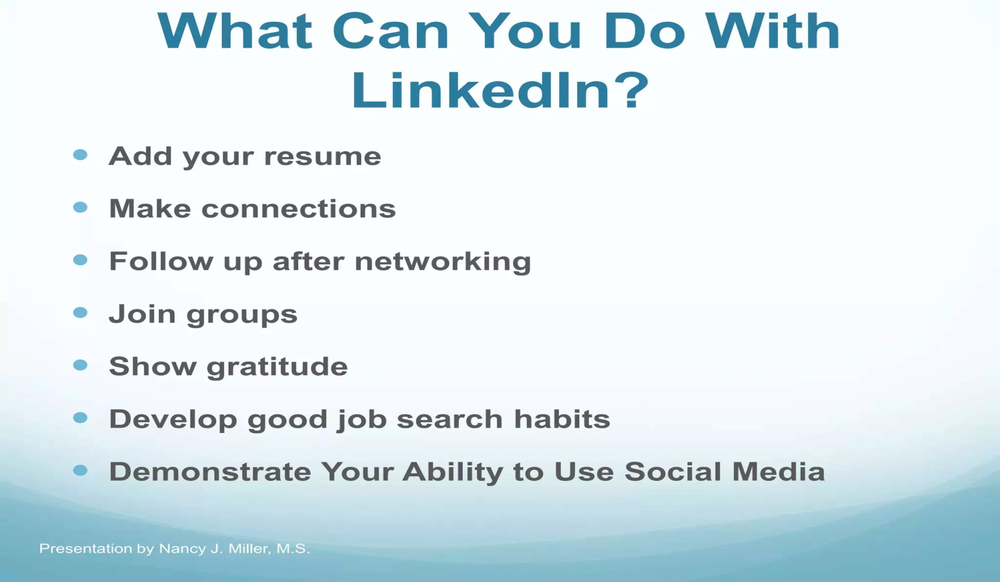 What Can You Do With
LinkedIn?
Add your resume
Make connections
Follow up after networking
Join groups
Show gratitude
Develop good job search habits
Demonstrate Your Ability to Use Social Media
Presentation by Nancy J. Miller, M.S.